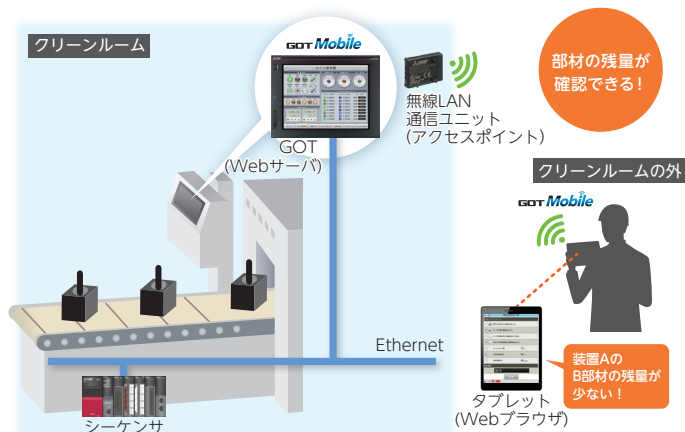 クリーンルーム
GOT Mobile
部材の残量が
確認できる!
無線LAN
通信ユニット
(アクセスポイント)
GOT
(Webサーバ)
クリーンルームの外
GOT Mobile
Ethernet
装置Aの
B部材の残量が
少ない!
タブレット
(Webブラウザ)
シーケンサ